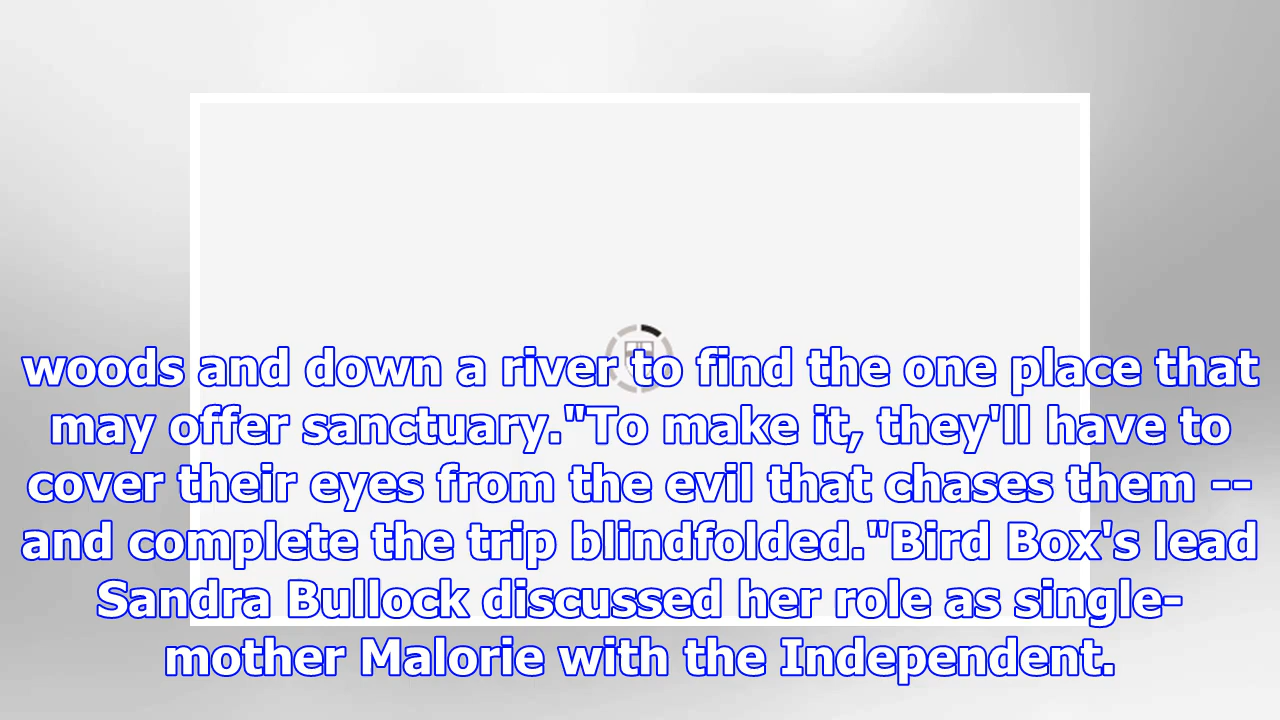 woods and down a river to find the one place that
may offer sanctuary."To make it, they'll have to
cover their eyes from the evil that chases them --
and complete the trip blindfolded."Bird Box's lead
Sandra Bullock discussed her role as single-
mother Malorie with the Independent.